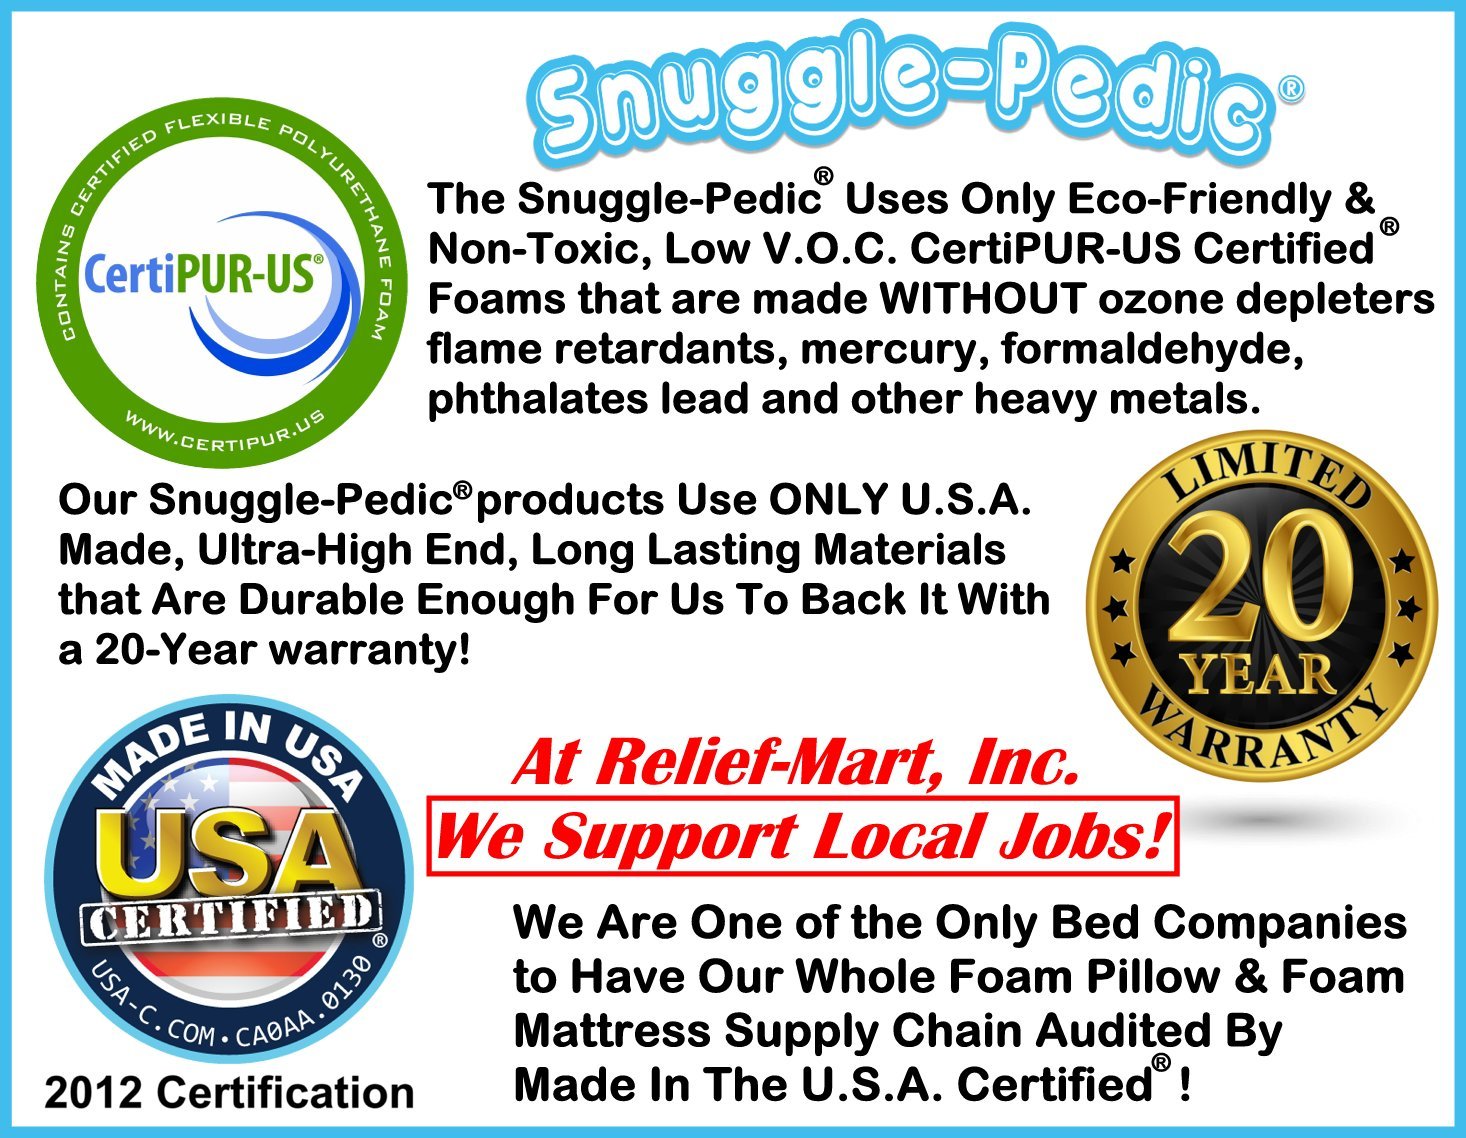 Snuggle-Pedic®
CONTAINS CERTIFIED FLEXIBLE POLYURETHANE FOAM
CertiPUR-US®
WWW.CERTIPUR.US
The Snuggle-Pedic® Uses Only Eco-Friendly &
Non-Toxic, Low V.O.C. CertiPUR-US Certified®
Foams that are made WITHOUT ozone depleters
flame retardants, mercury, formaldehyde,
phthalates lead and other heavy metals.
Our Snuggle-Pedic® products Use ONLY U.S.A.
Made, Ultra-High End, Long Lasting Materials
that Are Durable Enough For Us To Back It With
a 20-Year warranty!
LIMITED
20
YEAR
WARRANTY
MADE IN USA
USA
CERTIFIED®
USA-C.COM·CA0AA.0130
2012 Certification
At Relief-Mart, Inc.
We Support Local Jobs!
We Are One of the Only Bed Companies
to Have Our Whole Foam Pillow & Foam
Mattress Supply Chain Audited By
Made In The U.S.A. Certified® !